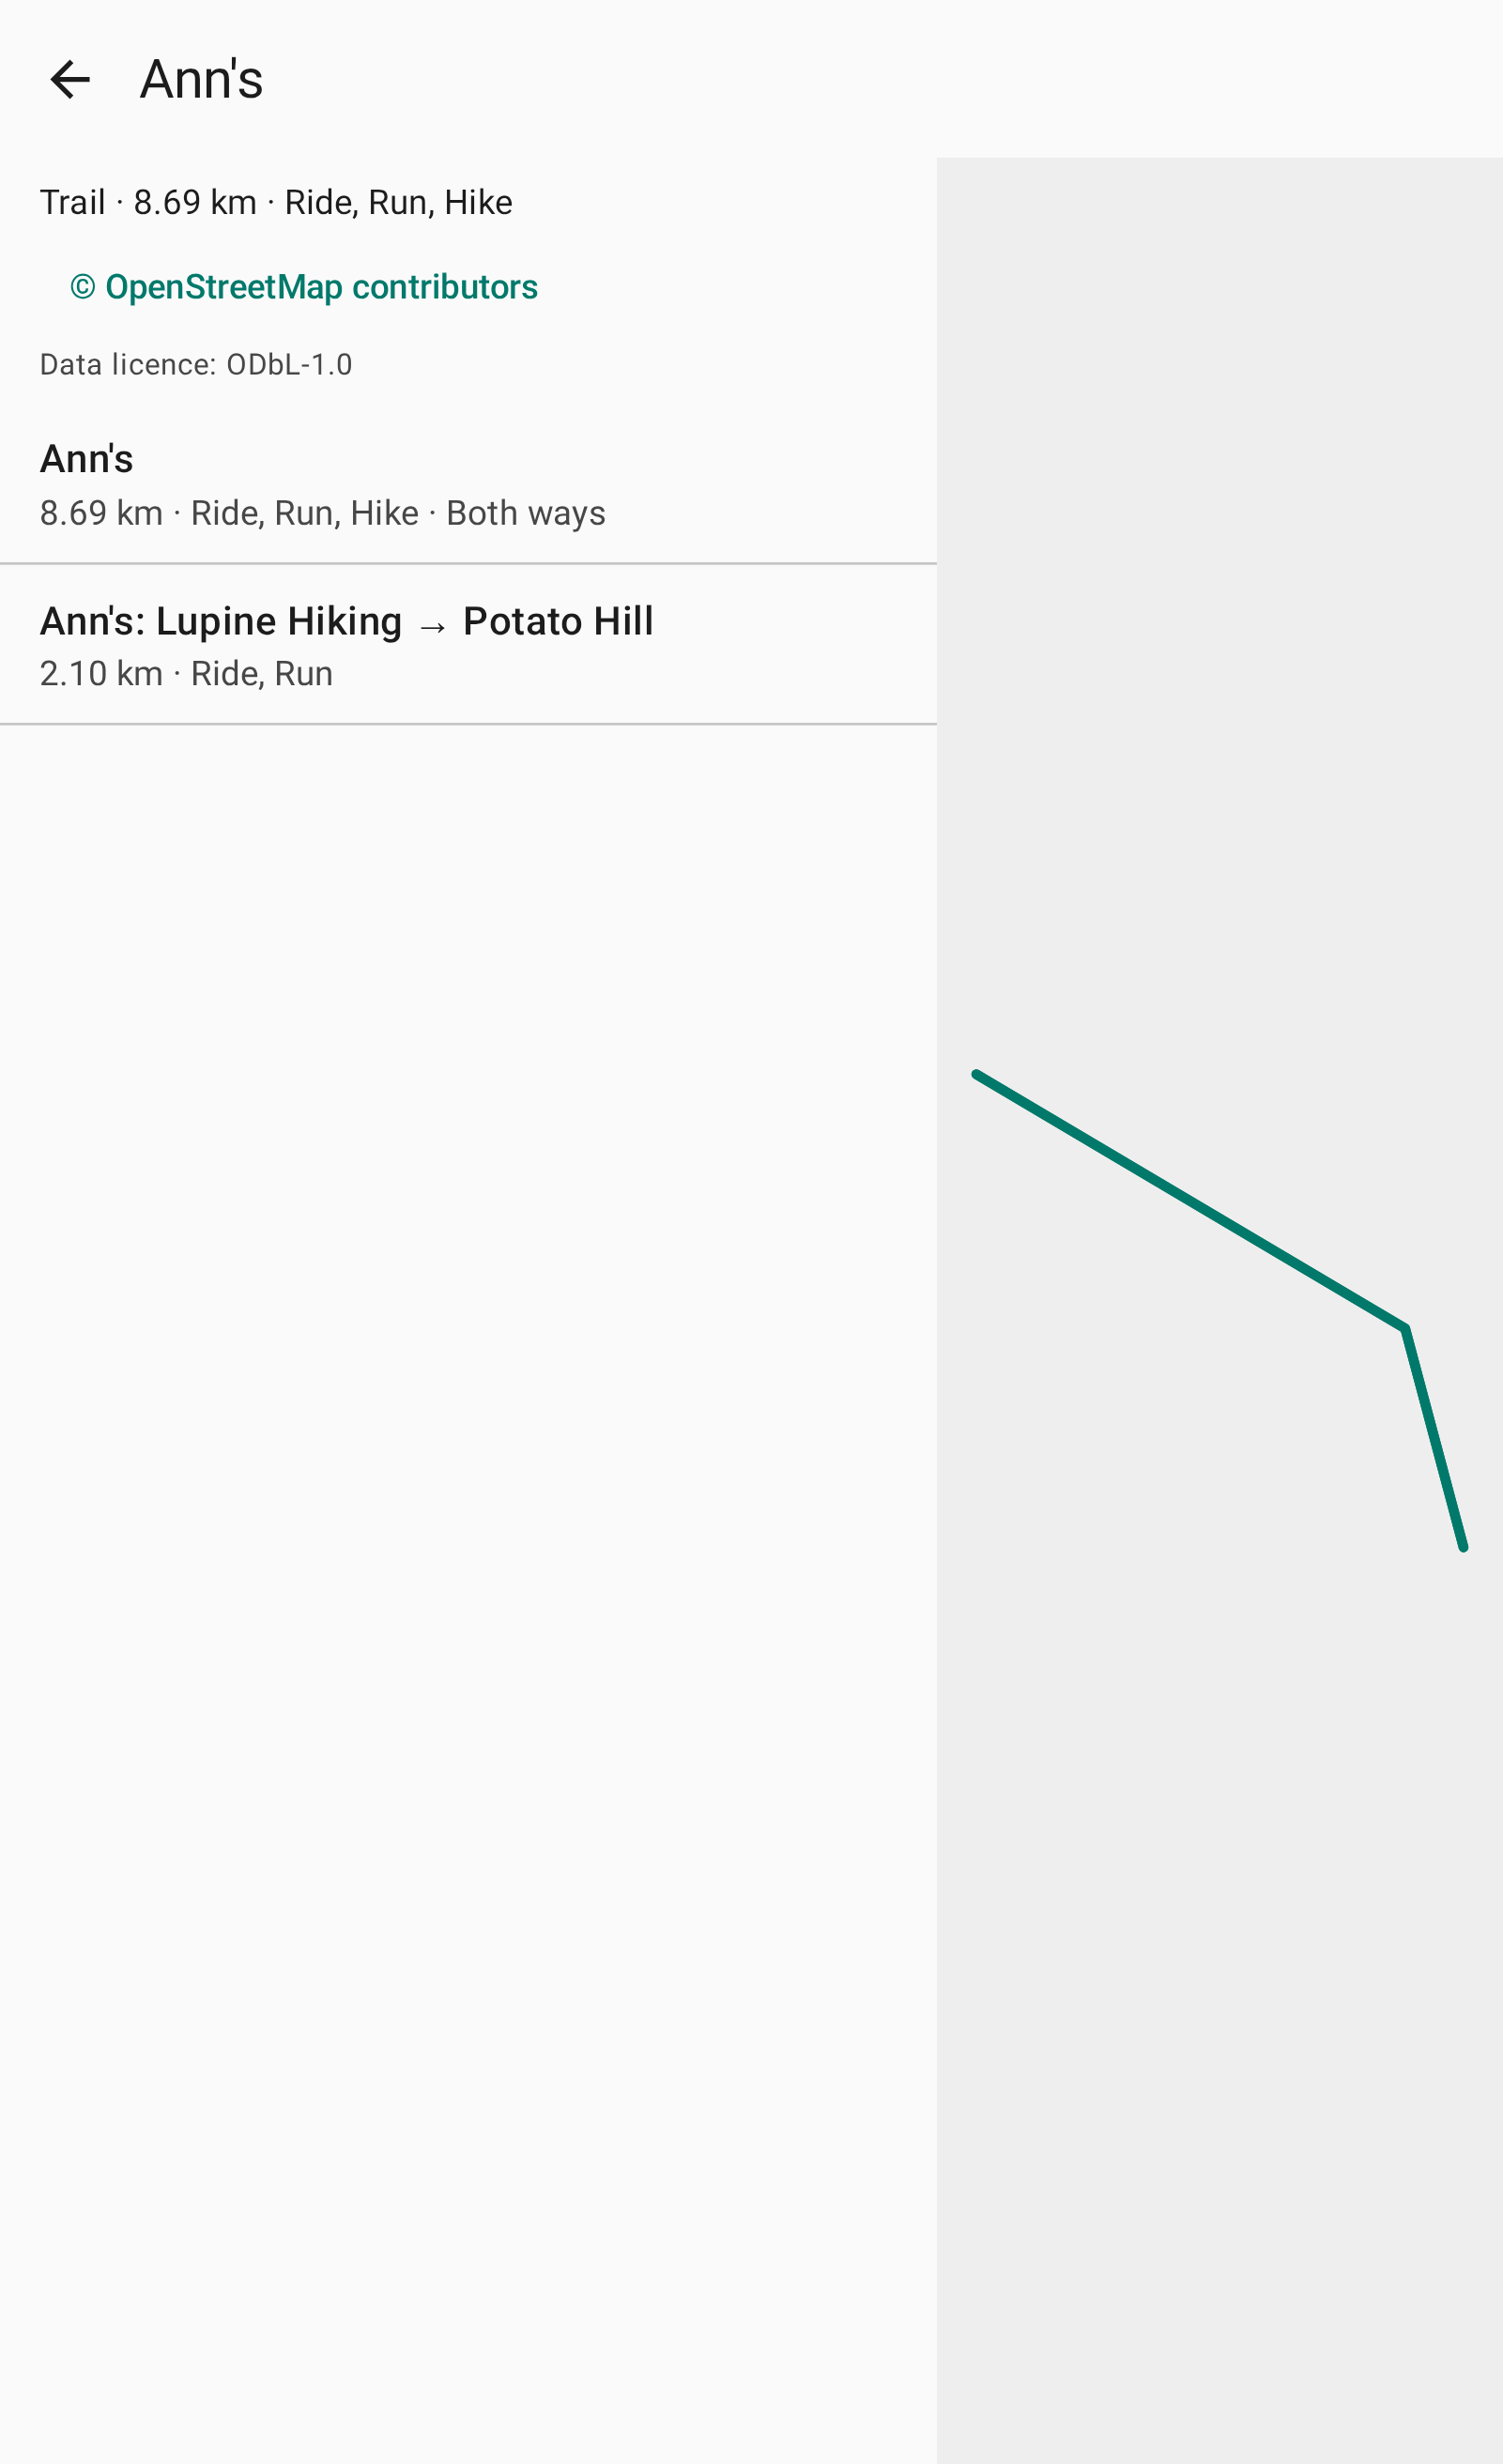 Ann's
Trail · 8.69 km · Ride, Run, Hike
© OpenStreetMap contributors
Data licence: ODbL-1.0
Ann's
8.69 km · Ride, Run, Hike · Both ways
Ann's: Lupine Hiking → Potato Hill
2.10 km · Ride, Run